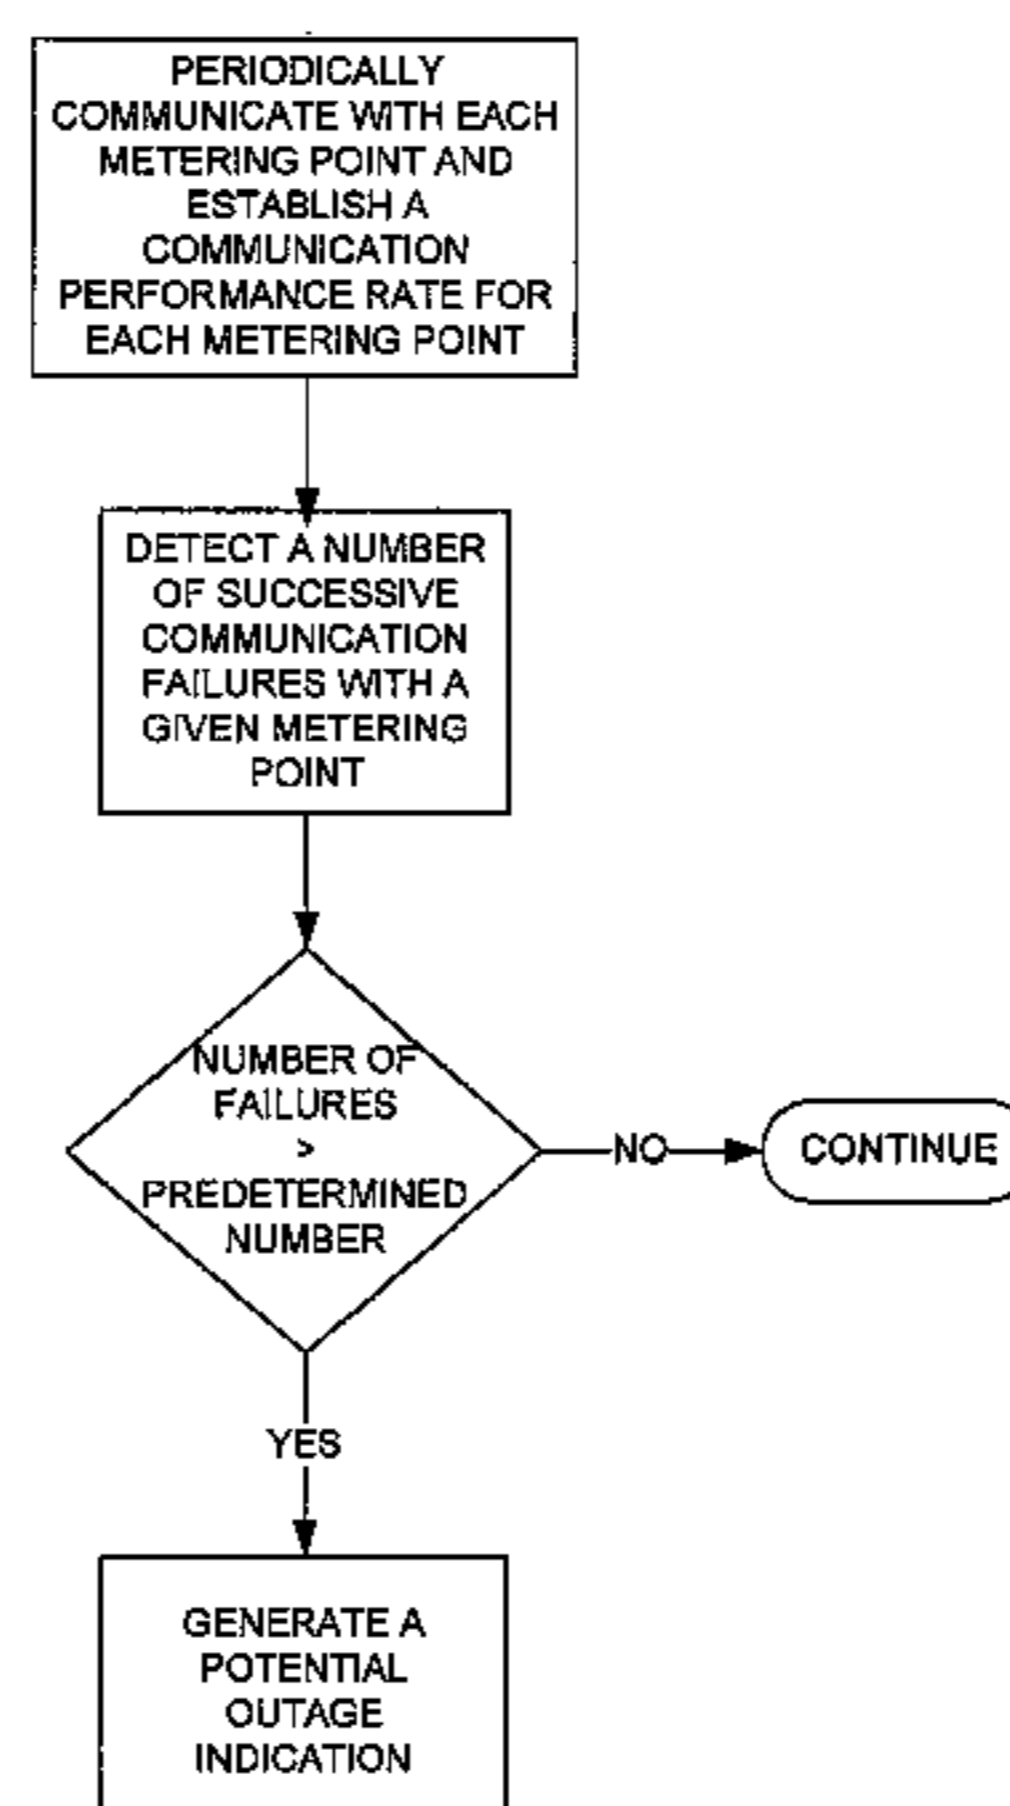 PERIODICALLY
COMMUNICATE WITH EACH
METERING POINT AND
ESTABLISH A
COMMUNICATION
PERFORMANCE RATE FOR
EACH METERING POINT
DETECT A NUMBER
OF SUCCESSIVE
COMMUNICATION
FAILURES WITH A
GIVEN METERING
POINT
NUMBER OF
FAILURES
>
PREDETERMINED
NUMBER
NO
CONTINUE
YES
GENERATE A
POTENTIAL
OUTAGE
INDICATION